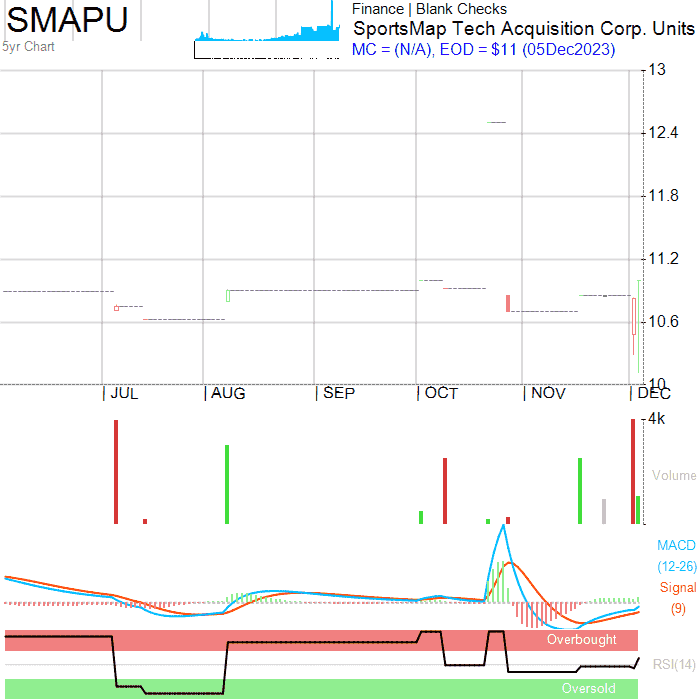 SMAPU
5yr Chart
Finance | Blank Checks
SportsMap Tech Acquisition Corp. Units
MC = (N/A), EOD = $11 (05Dec2023)
13
12.4
11.8
11.2
10.6
10
JUL
AUG
SEP
OCT
NOV
DEC
4k
Volume
MACD
(12-26)
Signal
(9)
Overbought
RSI(14)
Oversold